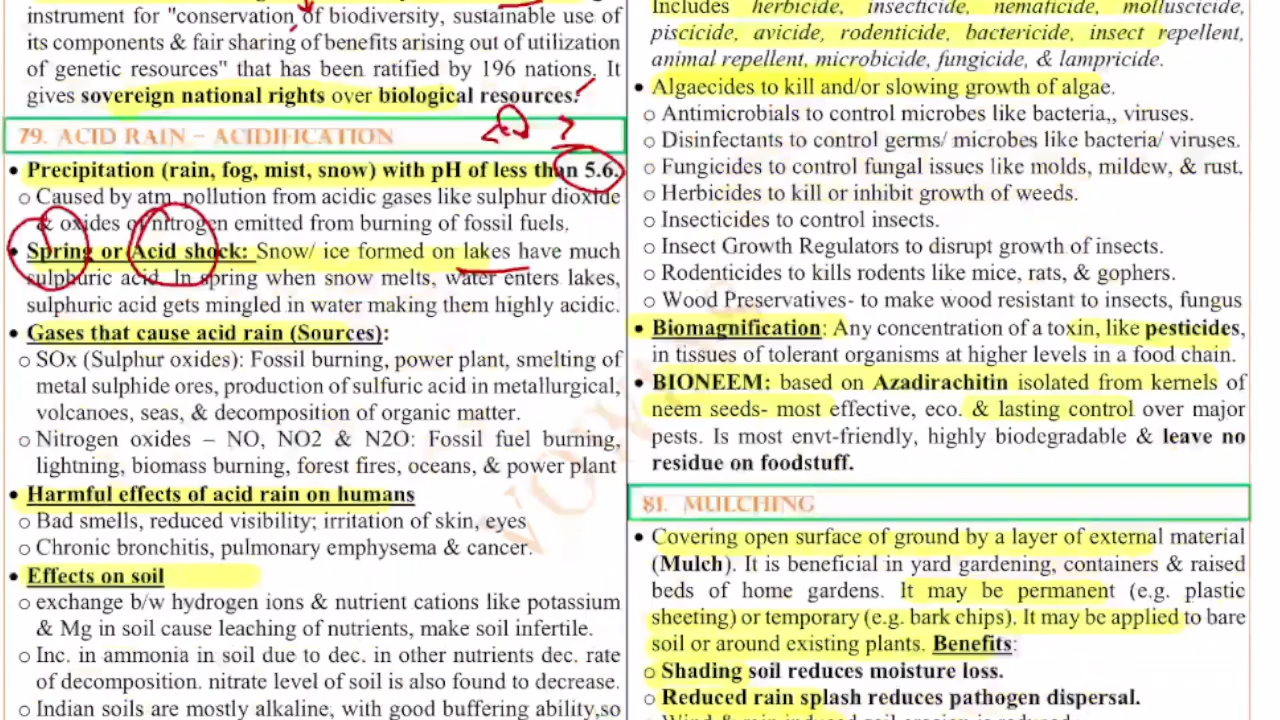 instrument for "conservation of biodiversity, sustainable use of
its components & fair sharing of benefits arising out of utilization
of genetic resources" that has been ratified by 196 nations. It
gives sovereign national rights over biological resources.
79. ACID RAIN – ACIDIFICATION
• Precipitation (rain, fog, mist, snow) with pH of less than 5.6.
o Caused by atm. pollution from acidic gases like sulphur dioxide
& oxides of nitrogen emitted from burning of fossil fuels.
• Spring or Acid shock: Snow/ ice formed on lakes have much
sulphuric acid. In spring when snow melts, water enters lakes,
sulphuric acid gets mingled in water making them highly acidic.
• Gases that cause acid rain (Sources):
o SOx (Sulphur oxides): Fossil burning, power plant, smelting of
metal sulphide ores, production of sulfuric acid in metallurgical,
volcanoes, seas, & decomposition of organic matter.
o Nitrogen oxides – NO, NO2 & N2O: Fossil fuel burning,
lightning, biomass burning, forest fires, oceans, & power plant
• Harmful effects of acid rain on humans
o Bad smells, reduced visibility; irritation of skin, eyes
o Chronic bronchitis, pulmonary emphysema & cancer.
• Effects on soil
o exchange b/w hydrogen ions & nutrient cations like potassium
& Mg in soil cause leaching of nutrients, make soil infertile.
o Inc. in ammonia in soil due to dec. in other nutrients dec. rate
of decomposition. nitrate level of soil is also found to decrease.
o Indian soils are mostly alkaline, with good buffering ability,so
Includes herbicide, insecticide, nematicide, molluscicide,
piscicide, avicide, rodenticide, bactericide, insect repellent,
animal repellent, microbicide, fungicide, & lampricide.
• Algaecides to kill and/or slowing growth of algae.
o Antimicrobials to control microbes like bacteria,, viruses.
o Disinfectants to control germs/ microbes like bacteria/ viruses.
o Fungicides to control fungal issues like molds, mildew, & rust.
o Herbicides to kill or inhibit growth of weeds.
o Insecticides to control insects.
o Insect Growth Regulators to disrupt growth of insects.
o Rodenticides to kills rodents like mice, rats, & gophers.
o Wood Preservatives- to make wood resistant to insects, fungus
• Biomagnification: Any concentration of a toxin, like pesticides,
in tissues of tolerant organisms at higher levels in a food chain.
• BIONEEM: based on Azadirachitin isolated from kernels of
neem seeds- most effective, eco. & lasting control over major
pests. Is most envt-friendly, highly biodegradable & leave no
residue on foodstuff.
81. MULCHING
• Covering open surface of ground by a layer of external material
(Mulch). It is beneficial in yard gardening, containers & raised
beds of home gardens. It may be permanent (e.g. plastic
sheeting) or temporary (e.g. bark chips). It may be applied to bare
soil or around existing plants. Benefits:
o Shading soil reduces moisture loss.
o Reduced rain splash reduces pathogen dispersal.
o Wind & rain induced soil erosion is reduced;